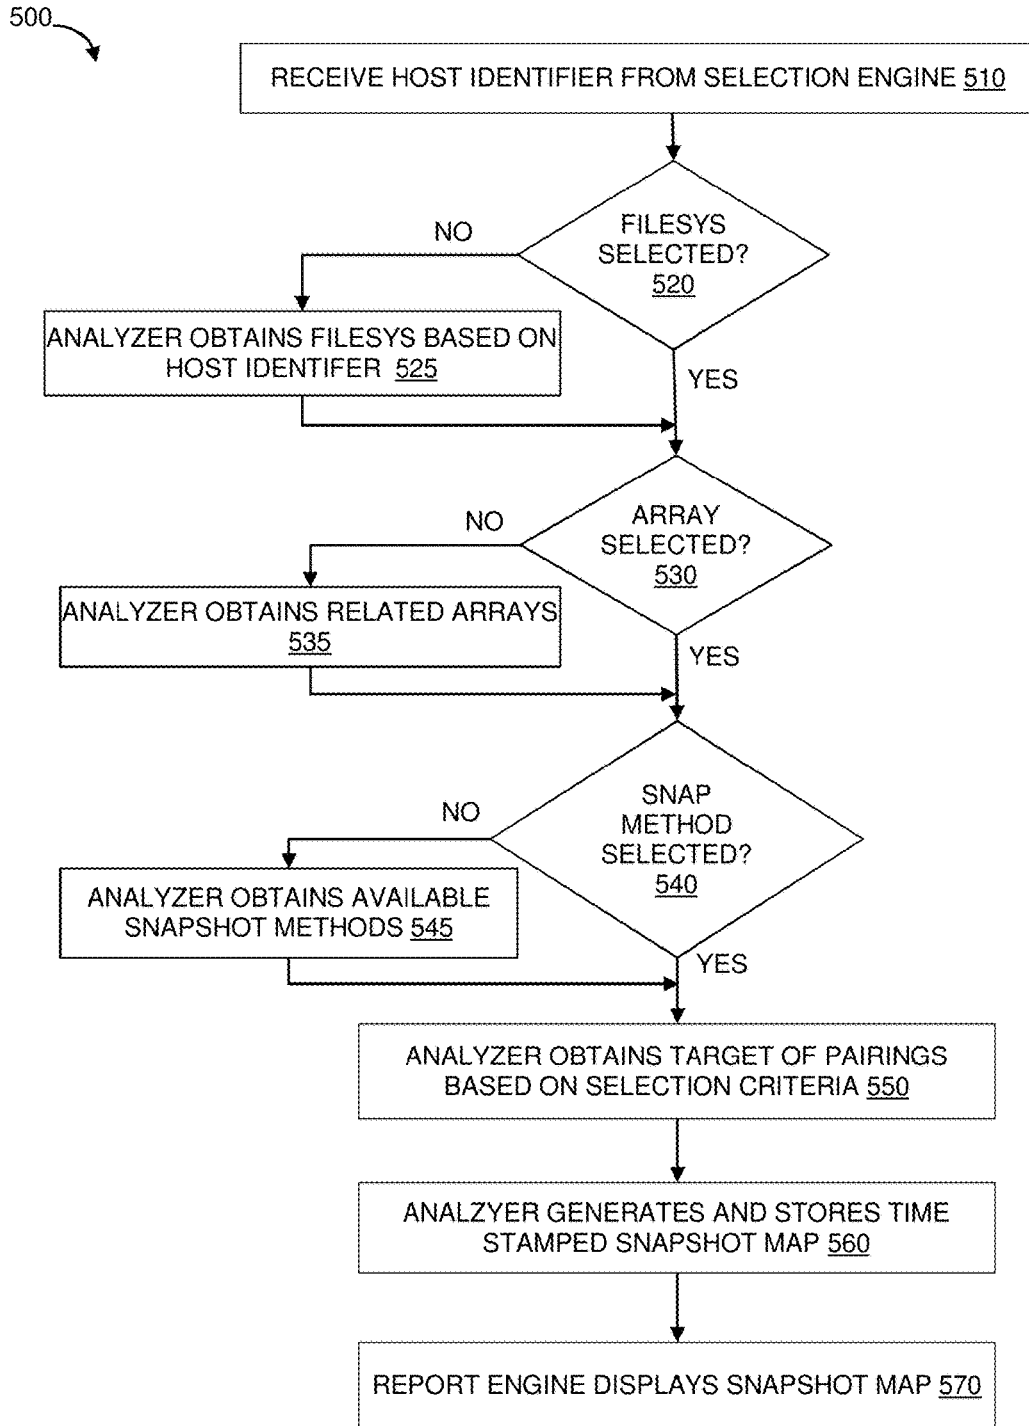 500
RECEIVE HOST IDENTIFIER FROM SELECTION ENGINE 510
FILESYS
SELECTED?
520
NO
YES
ANALYZER OBTAINS FILESYS BASED ON
HOST IDENTIFER 525
ARRAY
SELECTED?
530
NO
YES
ANALYZER OBTAINS RELATED ARRAYS
535
SNAP
METHOD
SELECTED?
540
NO
YES
ANALYZER OBTAINS AVAILABLE
SNAPSHOT METHODS 545
ANALYZER OBTAINS TARGET OF PAIRINGS
BASED ON SELECTION CRITERIA 550
ANALZYER GENERATES AND STORES TIME
STAMPED SNAPSHOT MAP 560
REPORT ENGINE DISPLAYS SNAPSHOT MAP 570